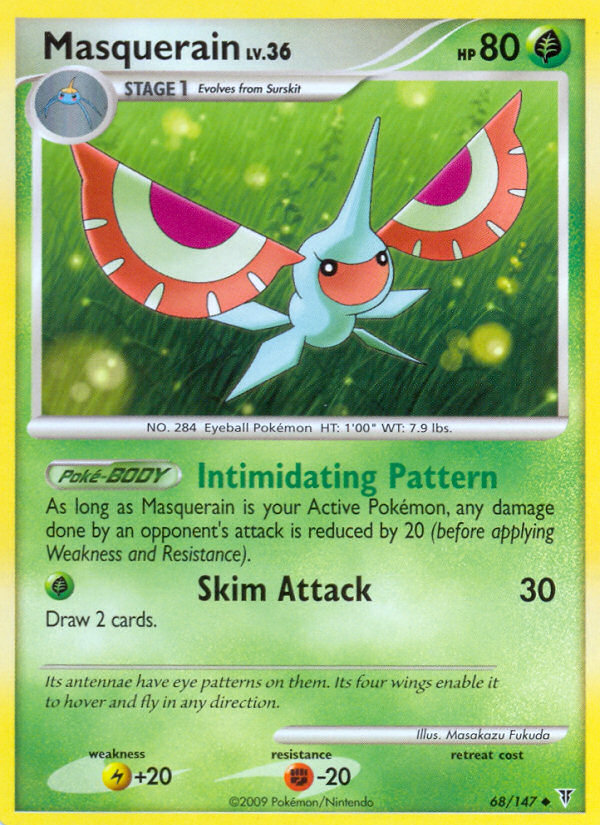 Masquerain LV.36 HP 80
STAGE 1 Evolves from Surskit
NO. 284 Eyeball Pokémon HT: 1'00" WT: 7.9 lbs.
Poké-BODY Intimidating Pattern
As long as Masquerain is your Active Pokémon, any damage
done by an opponent's attack is reduced by 20 (before applying
Weakness and Resistance).
Skim Attack 30
Draw 2 cards.
Its antennae have eye patterns on them. Its four wings enable it
to hover and fly in any direction.
Illus. Masakazu Fukuda
weakness resistance retreat cost
+20 -20
©2009 Pokémon/Nintendo 68/147